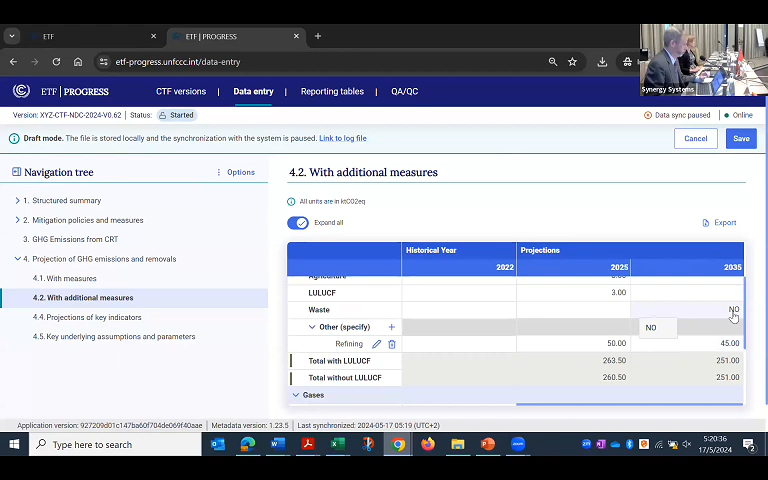 ETF
ETF | PROGRESS
etf-progress.unfccc.int/data-entry
Synergy Systems
ETF PROGRESS
CTF versions
Data entry
Reporting tables
QA/QC
Version: XYZ-CTF-NDC-2024-V0.62
Status:
Started
Data sync paused
Online
Draft mode. The file is stored locally and the synchronization with the system is paused. Link to log file
Cancel
Save
Navigation tree
Options
1. Structured summary
2. Mitigation policies and measures
3. GHG Emissions from CRT
4. Projection of GHG emissions and removals
4.1. With measures
4.2. With additional measures
4.4. Projections of key indicators
4.5. Key underlying assumptions and parameters
4.2. With additional measures
All units are in ktCO2eq
Expand all
Export
Historical Year
Projections
2022
2025
2035
Agriculture
LULUCF
3.00
Waste
NO
Other (specify)
NO
Refining
50.00
45.00
Total with LULUCF
263.50
251.00
Total without LULUCF
260.50
251.00
Gases
Application version: 927209d01c147ba60f704de069f40aae
Metadata version: 1.23.5
Last synchronized: 2024-05-17 05:19 (UTC+2)
Type here to search
5:20:36
17/5/2024